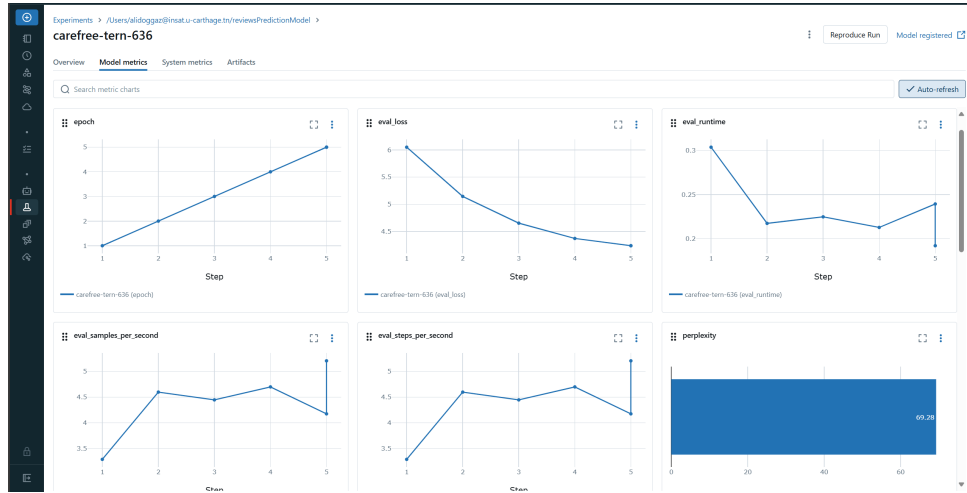 Experiments > /Users/alidoggaz@insat.u-carthage.tn/reviewsPredictionModel >
carefree-tern-636
Reproduce Run
Model registered
Overview Model metrics System metrics Artifacts
Search metric charts
Auto-refresh
epoch
5
4
3
2
1
1 2 3 4 5
Step
carefree-tern-636 (epoch)
eval_loss
6
5.5
5
4.5
1 2 3 4 5
Step
carefree-tern-636 (eval_loss)
eval_runtime
0.3
0.25
0.2
1 2 3 4 5
Step
carefree-tern-636 (eval_runtime)
eval_samples_per_second
5
4.5
4
3.5
1 2 3 4 5
Step
eval_steps_per_second
5
4.5
4
3.5
1 2 3 4 5
Step
perplexity
69.28
0 20 40 60